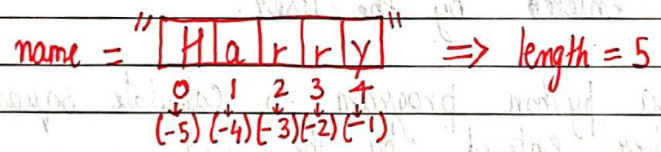 name = "Harry" => length = 5
0 1 2 3 4
(-5) (-4) (-3) (-2) (-1)